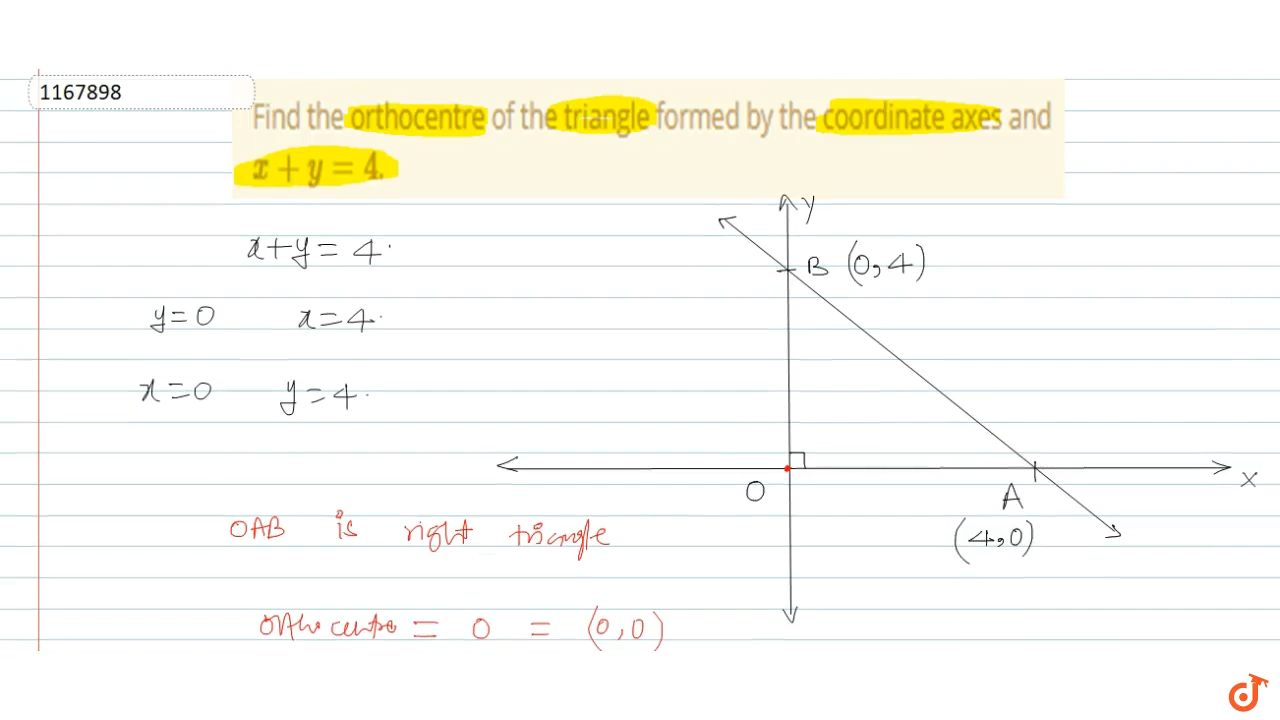 1167898
Find the orthocentre of the triangle formed by the coordinate axes and
x + y = 4.
x+y = 4.
y=0 x=4.
x=0 y=4.
y
B (0,4)
O
A
x
(4,0)
OAB is right triangle
Orthocentre = O = (0,0)
d